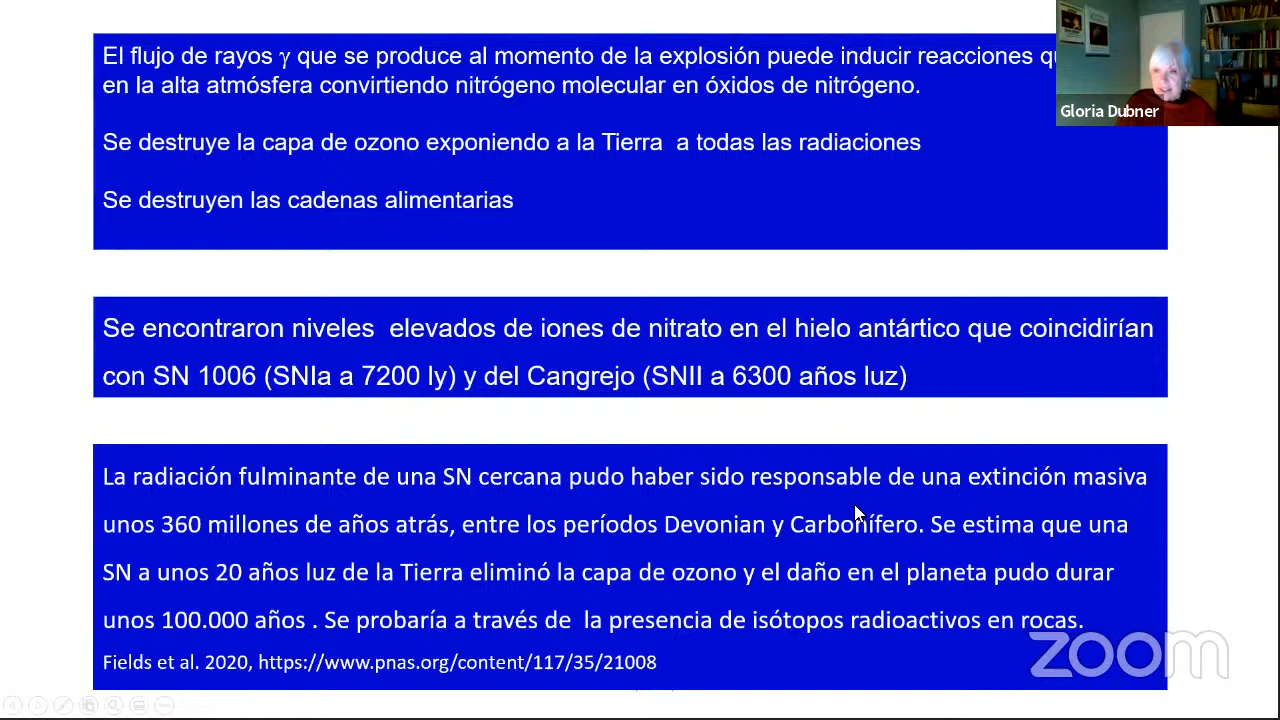 El flujo de rayos γ que se produce al momento de la explosión puede inducir reacciones
en la alta atmósfera convirtiendo nitrógeno molecular en óxidos de nitrógeno.
Se destruye la capa de ozono exponiendo a la Tierra a todas las radiaciones
Se destruyen las cadenas alimentarias
Gloria Dubner
Se encontraron niveles elevados de iones de nitrato en el hielo antártico que coincidirían
con SN 1006 (SNIa a 7200 ly) y del Cangrejo (SNII a 6300 años luz)
La radiación fulminante de una SN cercana pudo haber sido responsable de una extinción masiva
unos 360 millones de años atrás, entre los períodos Devonian y Carbonífero. Se estima que una
SN a unos 20 años luz de la Tierra eliminó la capa de ozono y el daño en el planeta pudo durar
unos 100.000 años . Se probaría a través de la presencia de isótopos radioactivos en rocas.
Fields et al. 2020, https://www.pnas.org/content/117/35/21008
zoom